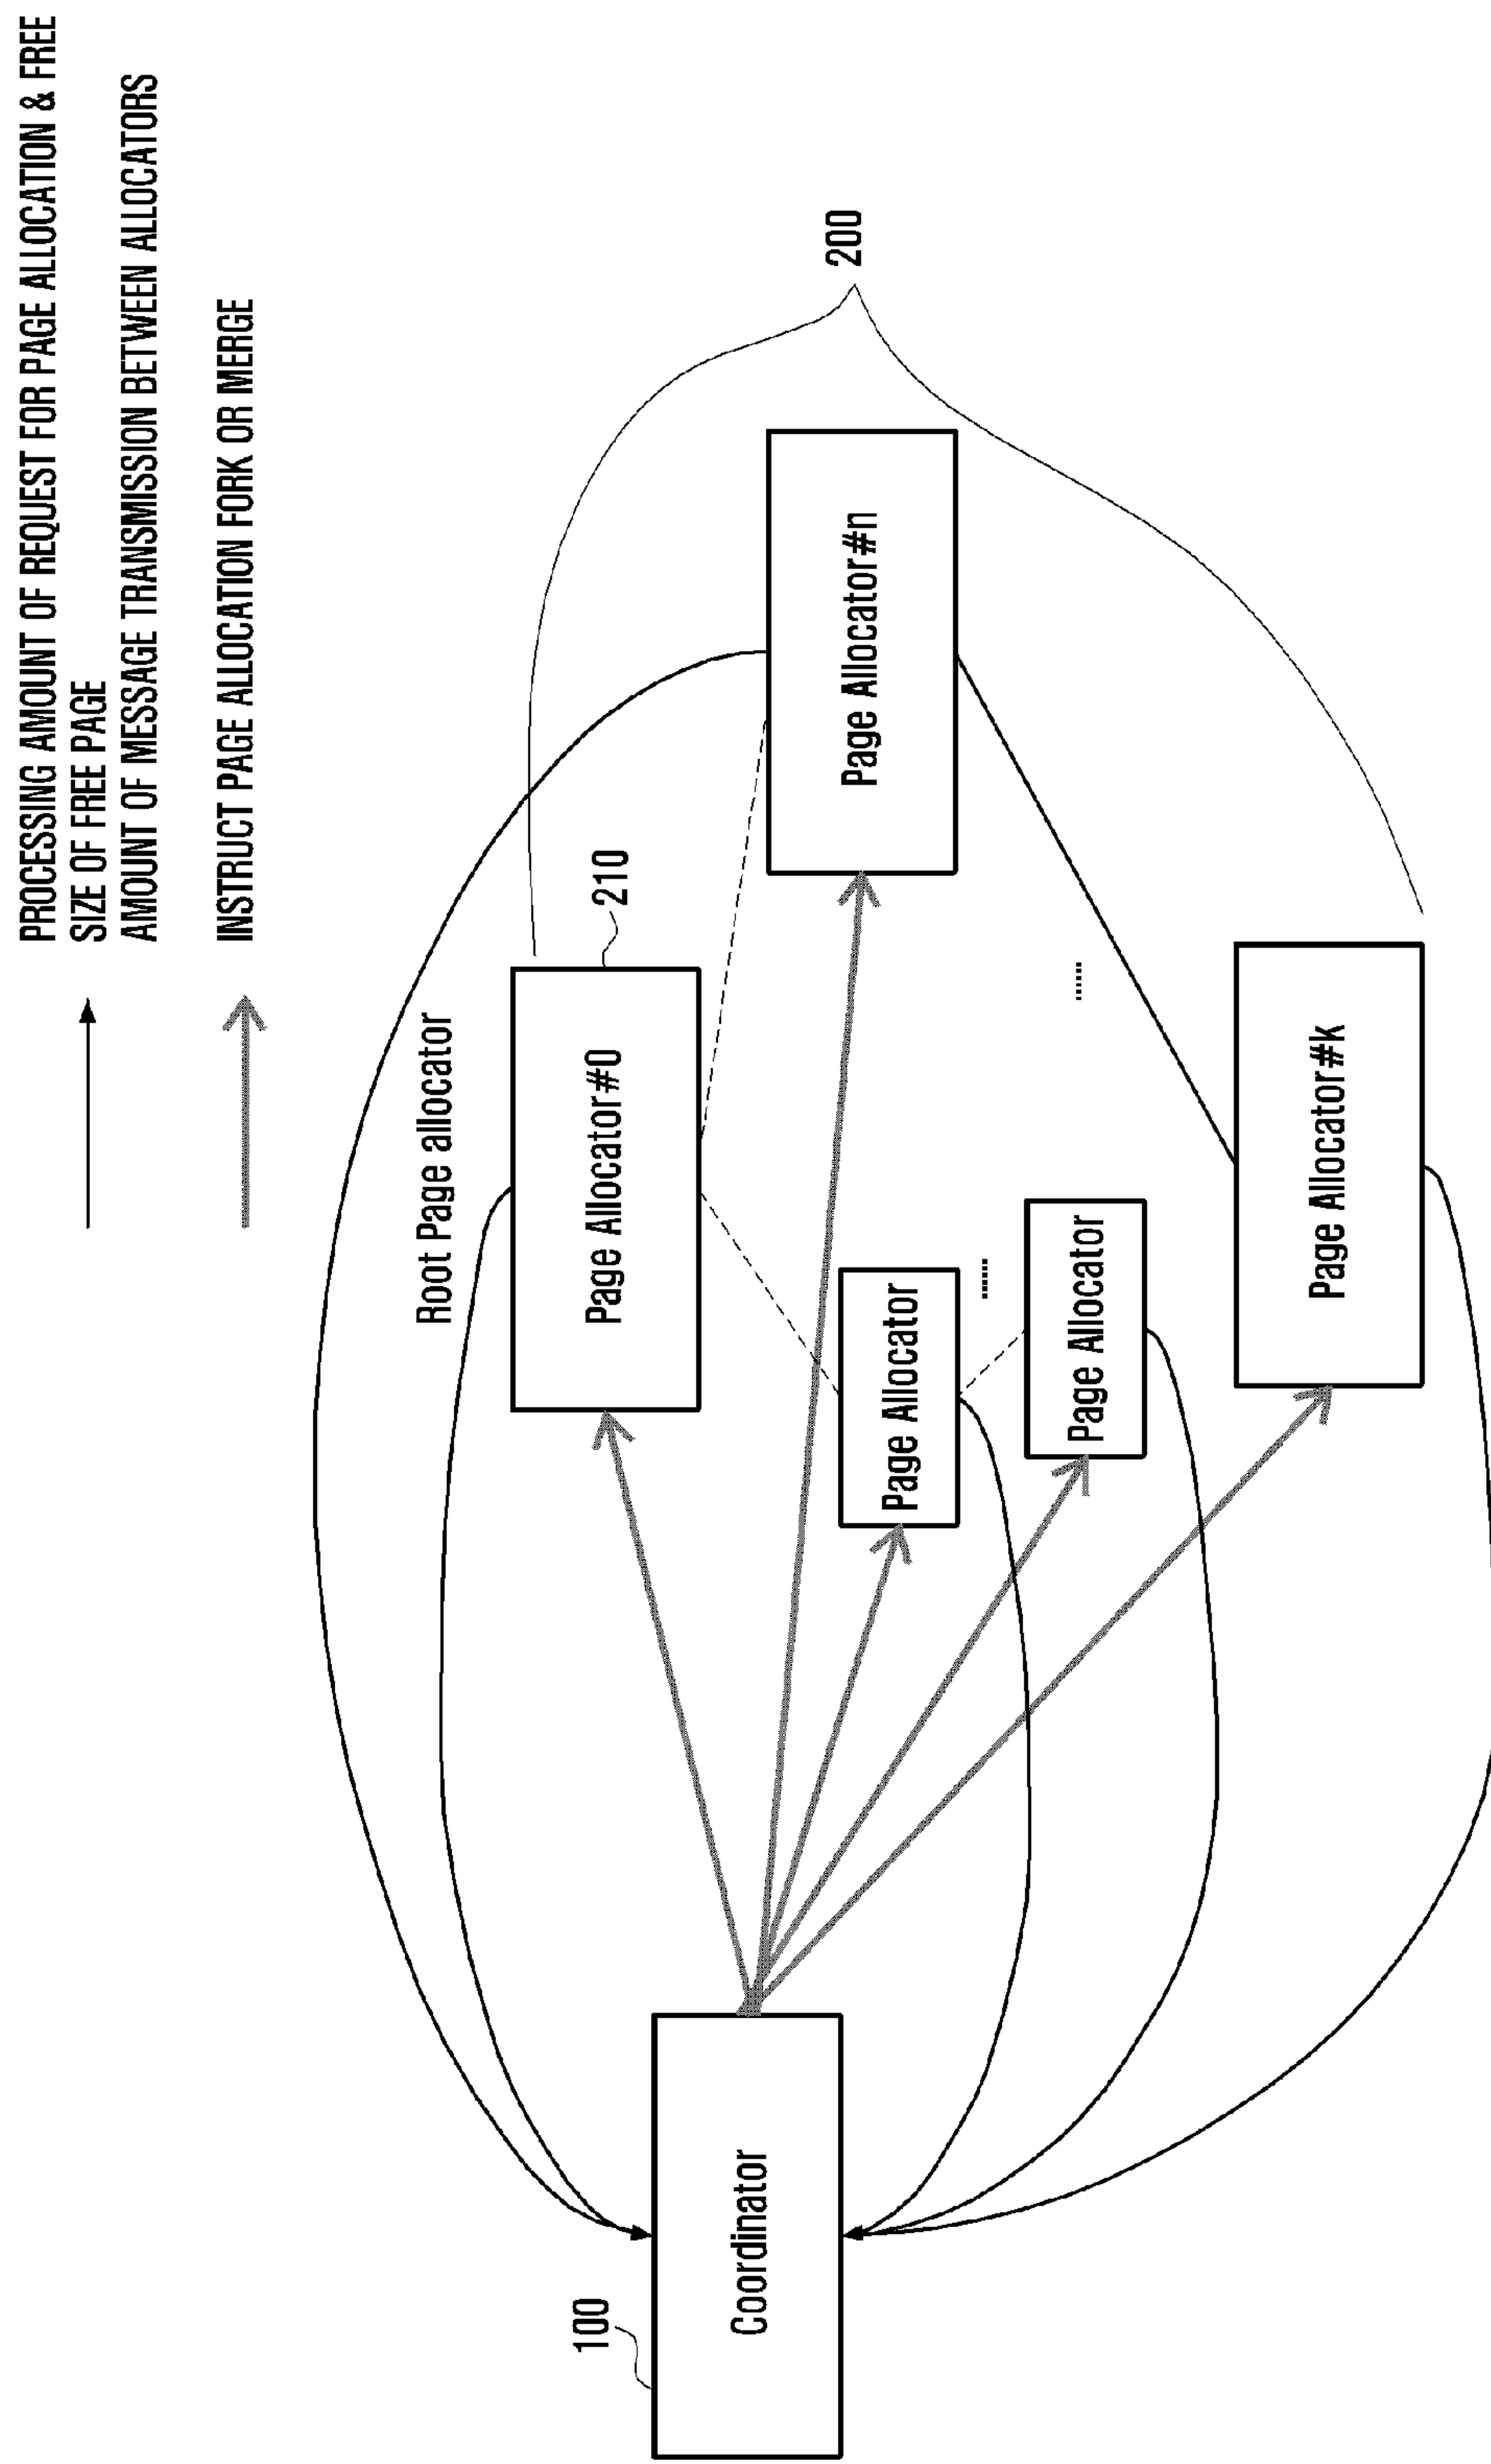 PROCESSING AMOUNT OF REQUEST FOR PAGE ALLOCATION & FREE
SIZE OF FREE PAGE
AMOUNT OF MESSAGE TRANSMISSION BETWEEN ALLOCATORS
INSTRUCT PAGE ALLOCATION FORK OR MERGE
Root Page allocator
Page Allocator#0
210
200
100
Coordinator
Page Allocator
Page Allocator#n
......
Page Allocator
......
Page Allocator#k